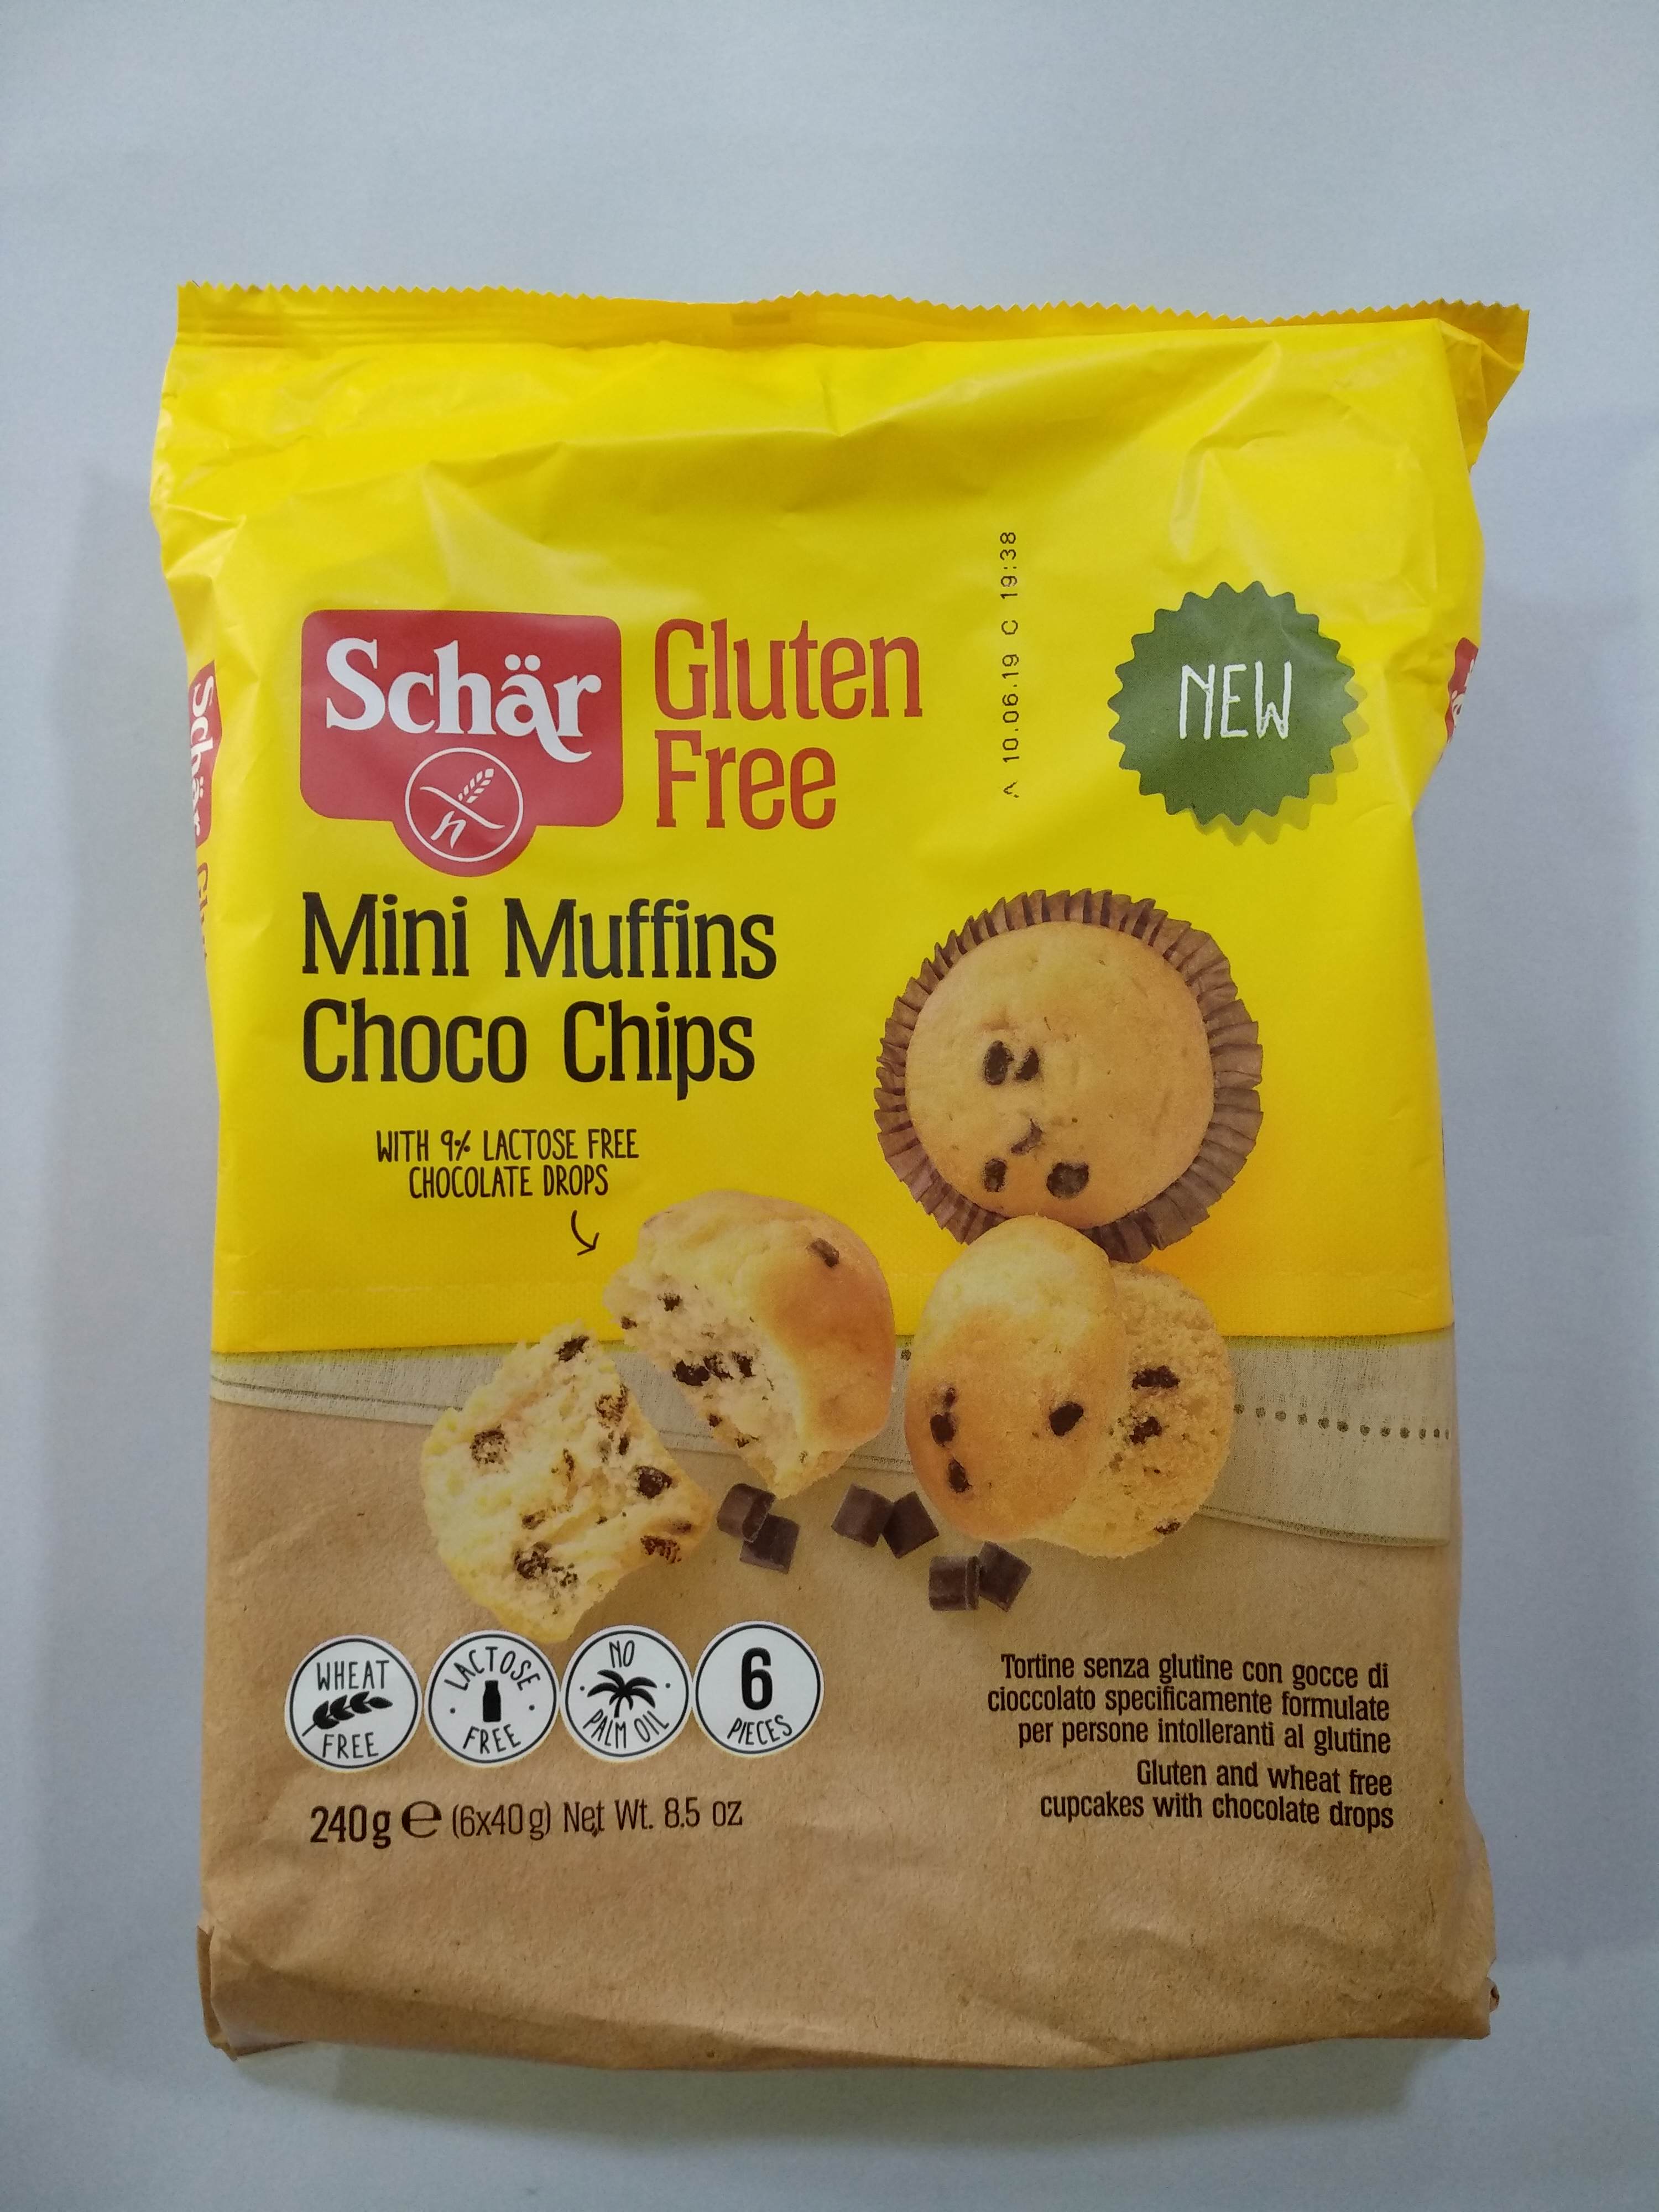 Schär
Gluten
Free
^ 10.06.19 C 19:38
NEW
Mini Muffins
Choco Chips
WITH 9% LACTOSE FREE
CHOCOLATE DROPS
WHEAT
FREE
LACTOSE
FREE
NO
PALM OIL
6
PIECES
240g e (6x40g) Net Wt. 8.5 oz
Tortine senza glutine con gocce di
cioccolato specificamente formulate
per persone intolleranti al glutine
Gluten and wheat free
cupcakes with chocolate drops
Schär